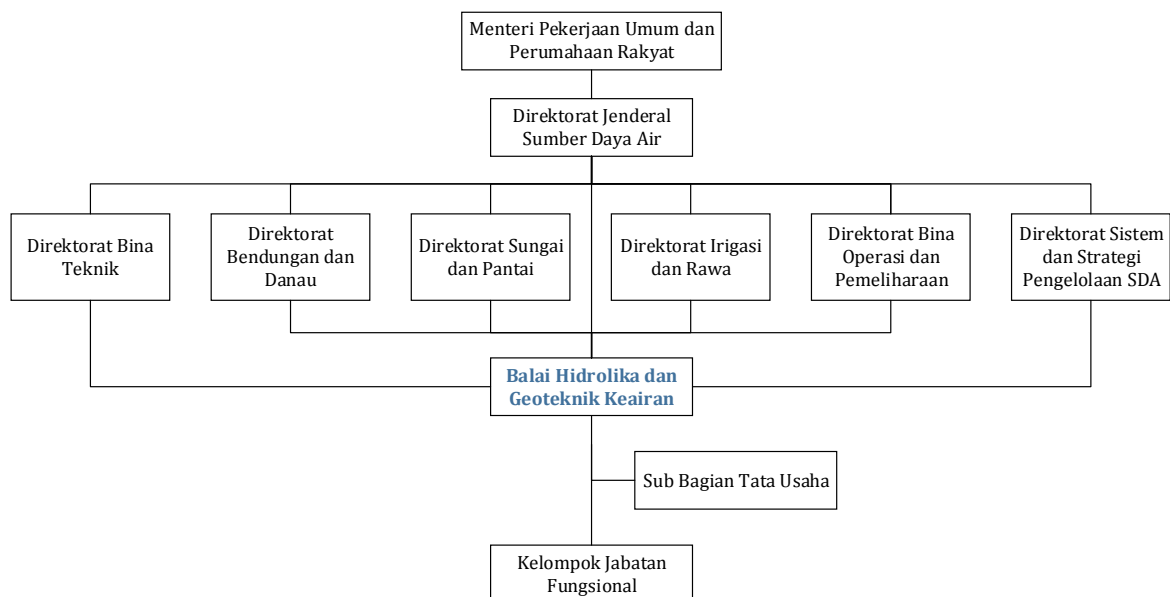 Menteri Pekerjaan Umum dan
Perumahaan Rakyat
Direktorat Jenderal
Sumber Daya Air
Direktorat Bina
Teknik
Direktorat
Bendungan dan
Danau
Direktorat Sungai
dan Pantai
Direktorat Irigasi
dan Rawa
Direktorat Bina
Operasi dan
Pemeliharaan
Direktorat Sistem
dan Strategi
Pengelolaan SDA
Balai Hidrolika dan
Geoteknik Keairan
Sub Bagian Tata Usaha
Kelompok Jabatan
Fungsional